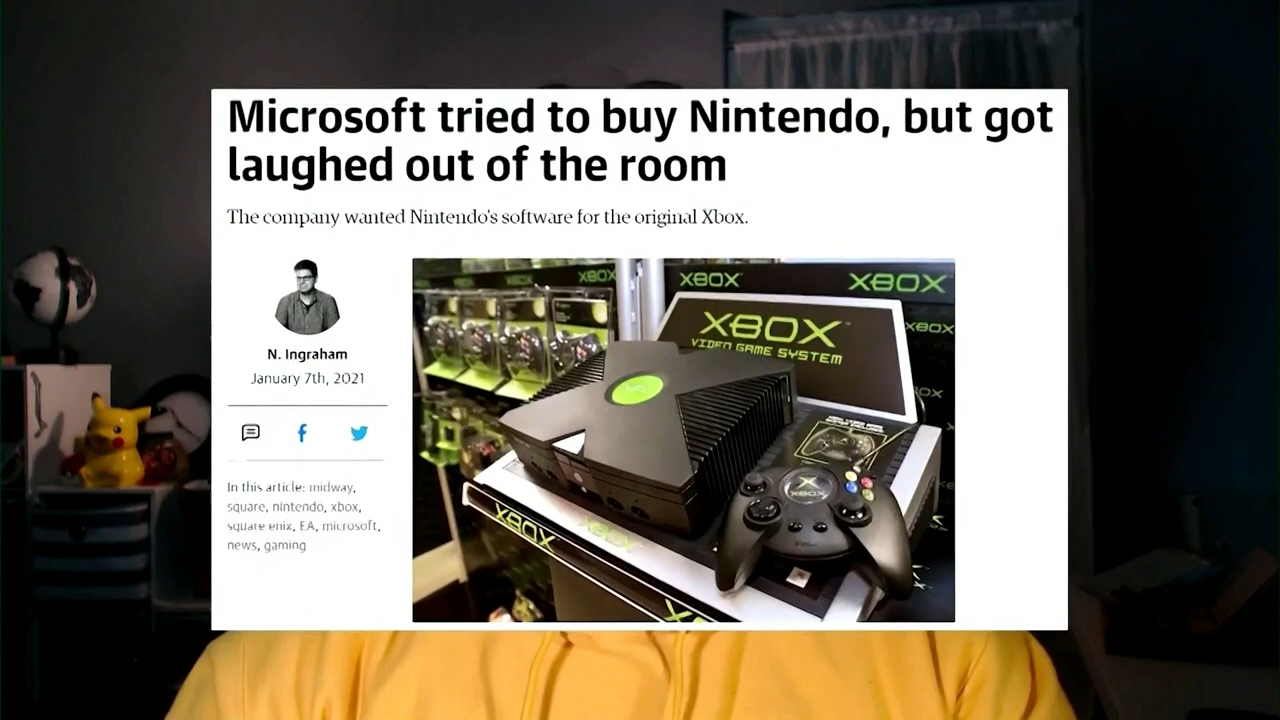 Microsoft tried to buy Nintendo, but got
laughed out of the room
The company wanted Nintendo's software for the original Xbox.
N. Ingraham
January 7th, 2021
In this article: midway,
square, nintendo, xbox,
square enix, EA, microsoft,
news, gaming
XBOX
XBOX
XBOX
XBOX
VIDEO GAME SYSTEM
XBOX
XBOX
XBOX